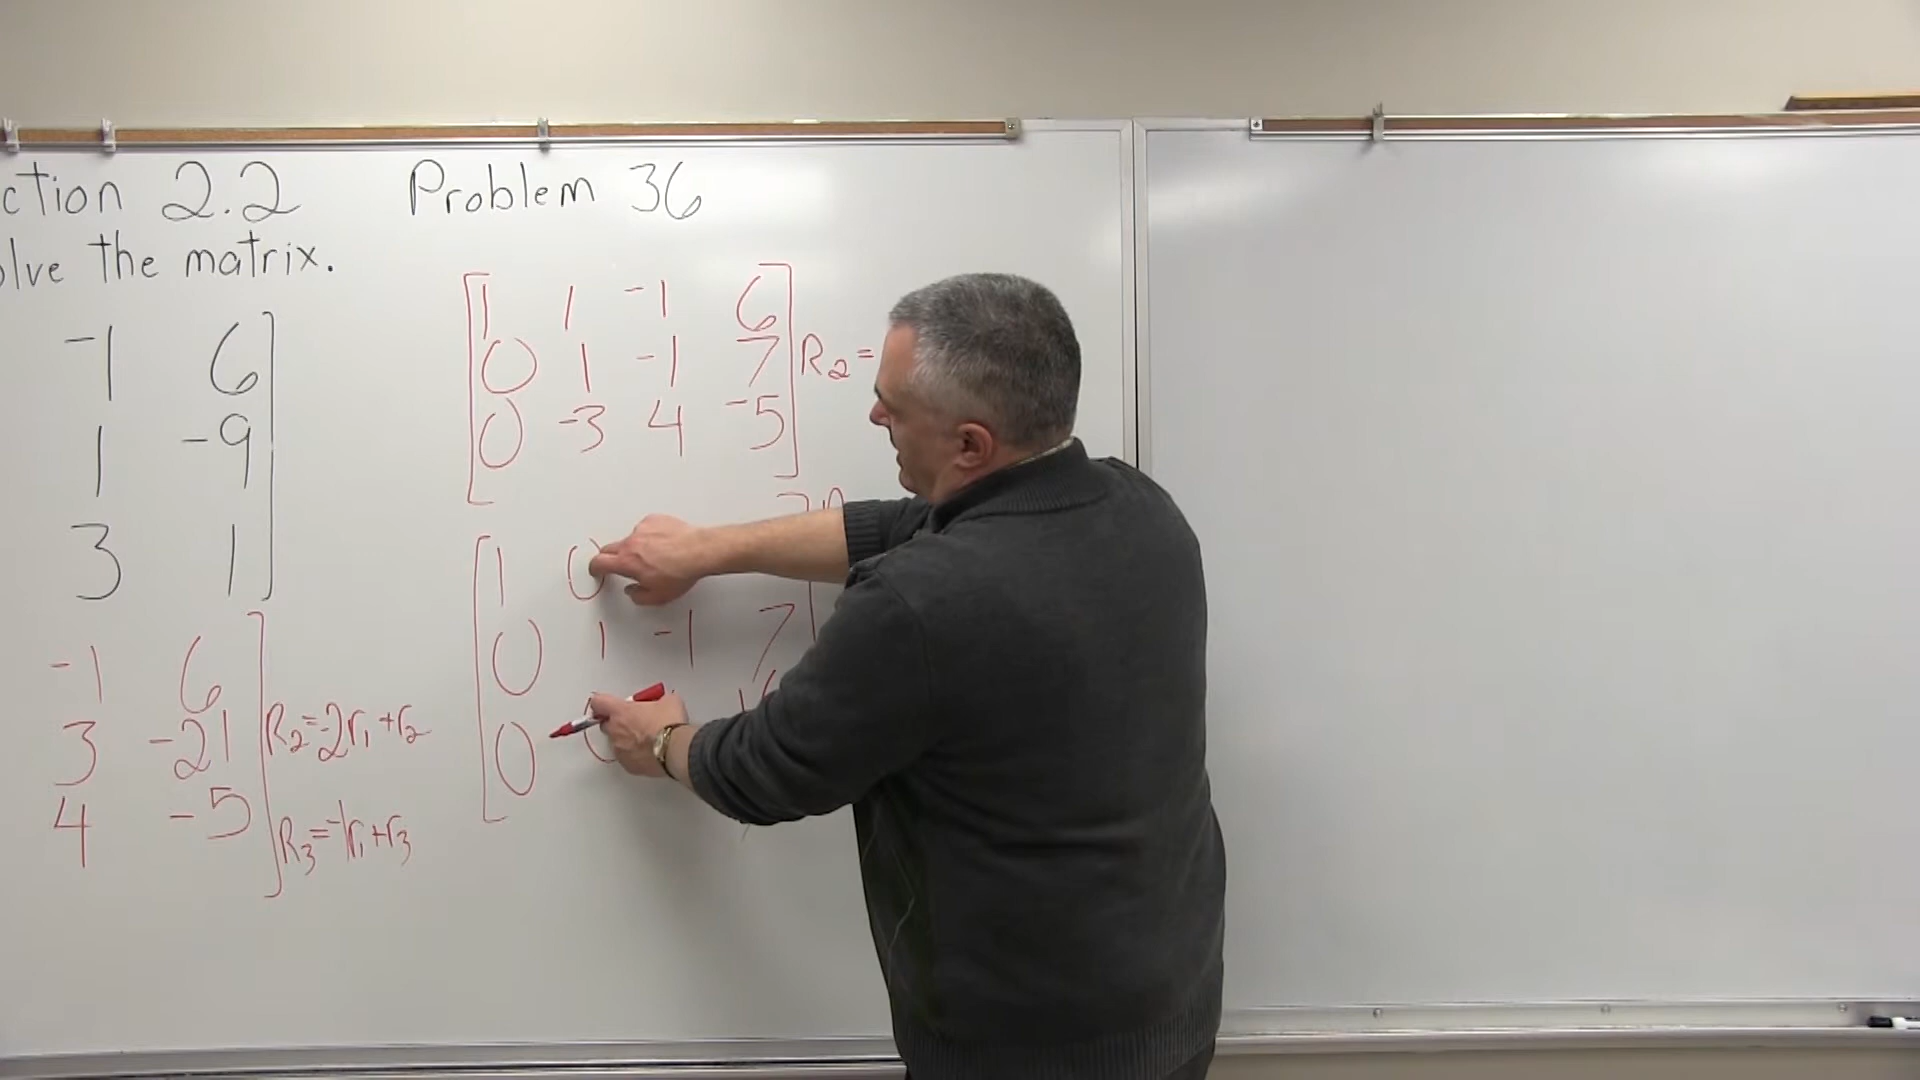 ction 2.2 Problem 36
olve the matrix.
-1 6
1 -9
3 1
-1 6
3 -21 R₂=-2r₁+r₂
4 -5 R₃=-1r₁+r₃
1 1 -1 6
0 1 -1 7 R₂=
0 -3 4 -5
1 0
0 1 -1 7
0 0 16